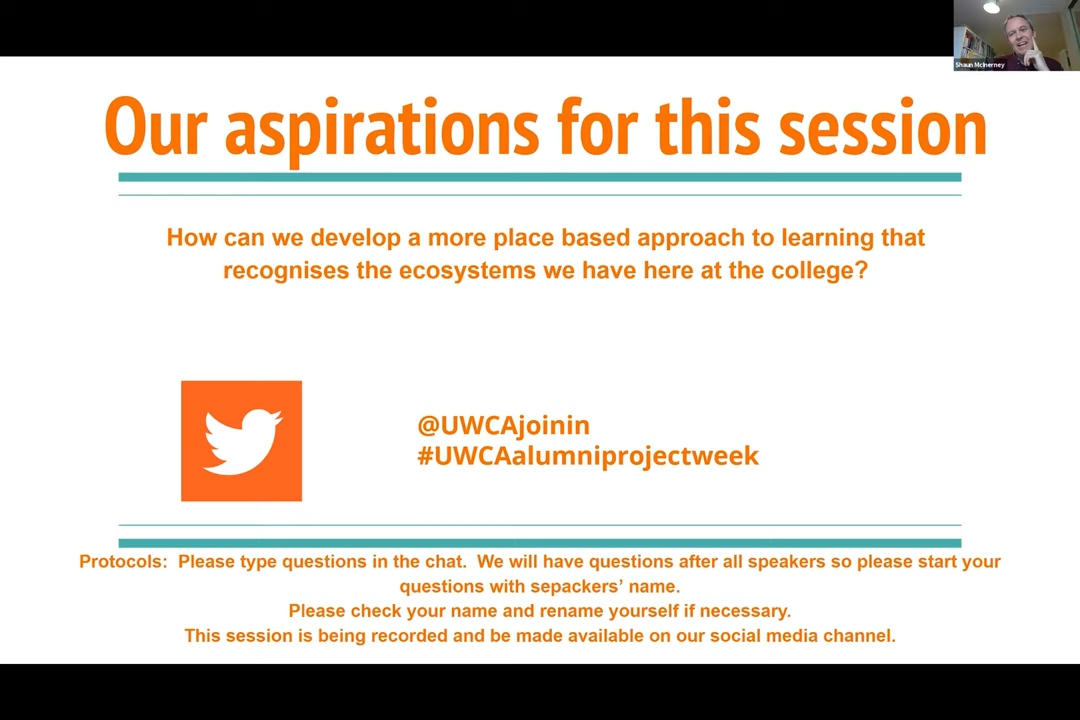 Shaun McInerney
Our aspirations for this session
How can we develop a more place based approach to learning that
recognises the ecosystems we have here at the college?
@UWCAjoinin
#UWCAalumniprojectweek
Protocols:  Please type questions in the chat.  We will have questions after all speakers so please start your
questions with sepackers’ name.
Please check your name and rename yourself if necessary.
This session is being recorded and be made available on our social media channel.